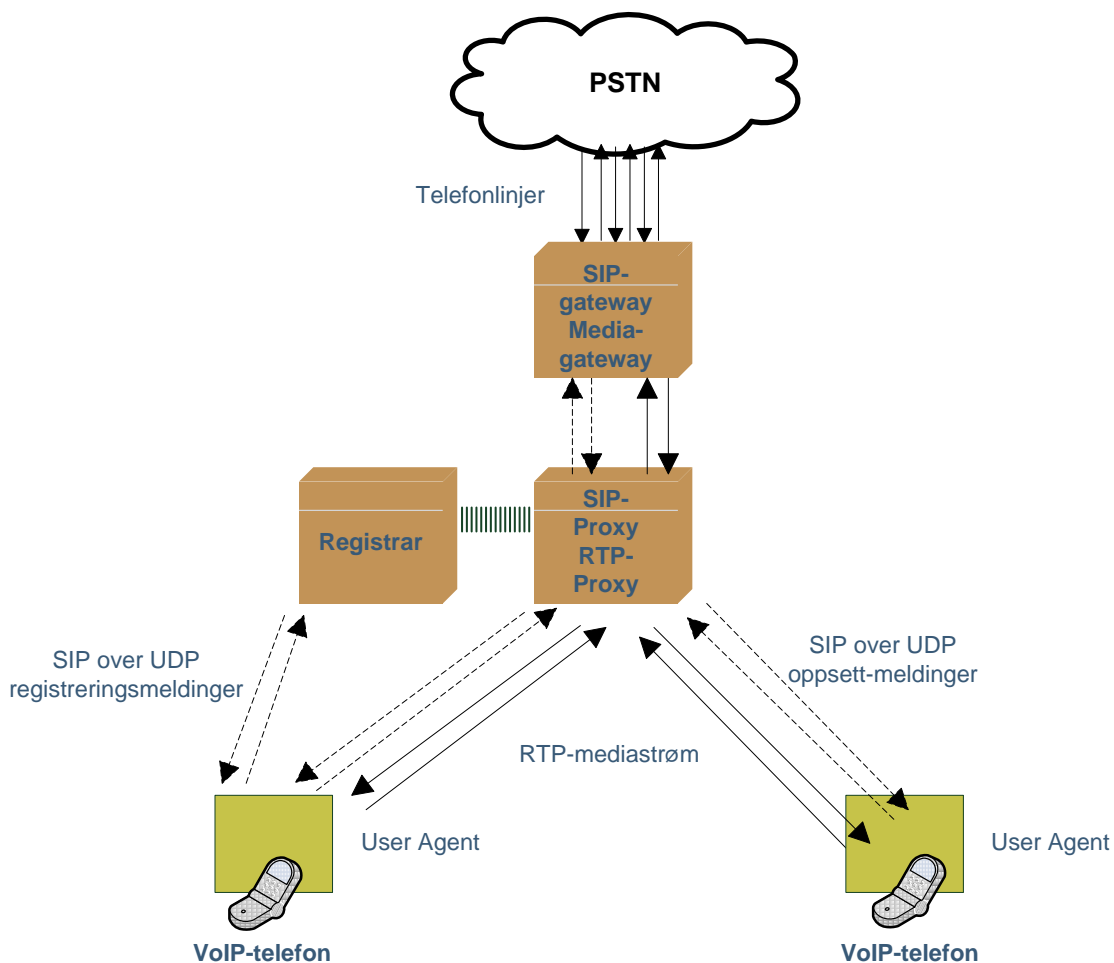 PSTN
Telefonlinjer
SIP-
gateway
Media-
gateway
Registrar
SIP-
Proxy
RTP-
Proxy
SIP over UDP
registreringsmeldinger
SIP over UDP
oppsett-meldinger
RTP-mediastrøm
User Agent
User Agent
VoIP-telefon
VoIP-telefon